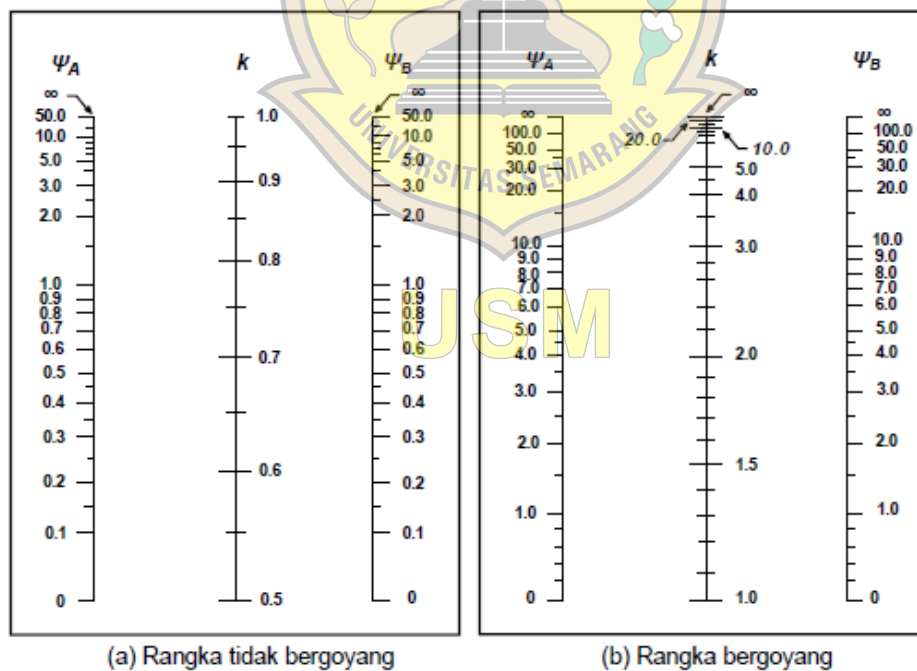 Ψ_A k Ψ_B
∞ ∞
50.0 1.0 50.0
10.0 10.0
5.0 0.9 5.0
3.0 3.0
2.0 2.0
0.8
1.0 1.0
0.9 0.9
0.8 0.8
0.7 0.7
0.6 0.7 0.6
0.5 0.5
0.4 0.4
0.3 0.3
0.6
0.2 0.2
0.1 0.1
0 0.5 0
(a) Rangka tidak bergoyang
Ψ_A k Ψ_B
∞ ∞ ∞
100.0 20.0 10.0 100.0
50.0 50.0
30.0 5.0 30.0
20.0 4.0 20.0
10.0 3.0 10.0
9.0 9.0
8.0 8.0
7.0 7.0
6.0 6.0
5.0 5.0
4.0 2.0 4.0
3.0 3.0
2.0 2.0
1.5
1.0 1.0
0 1.0 0
(b) Rangka bergoyang
UNIVERSITAS SEMARANG
USM